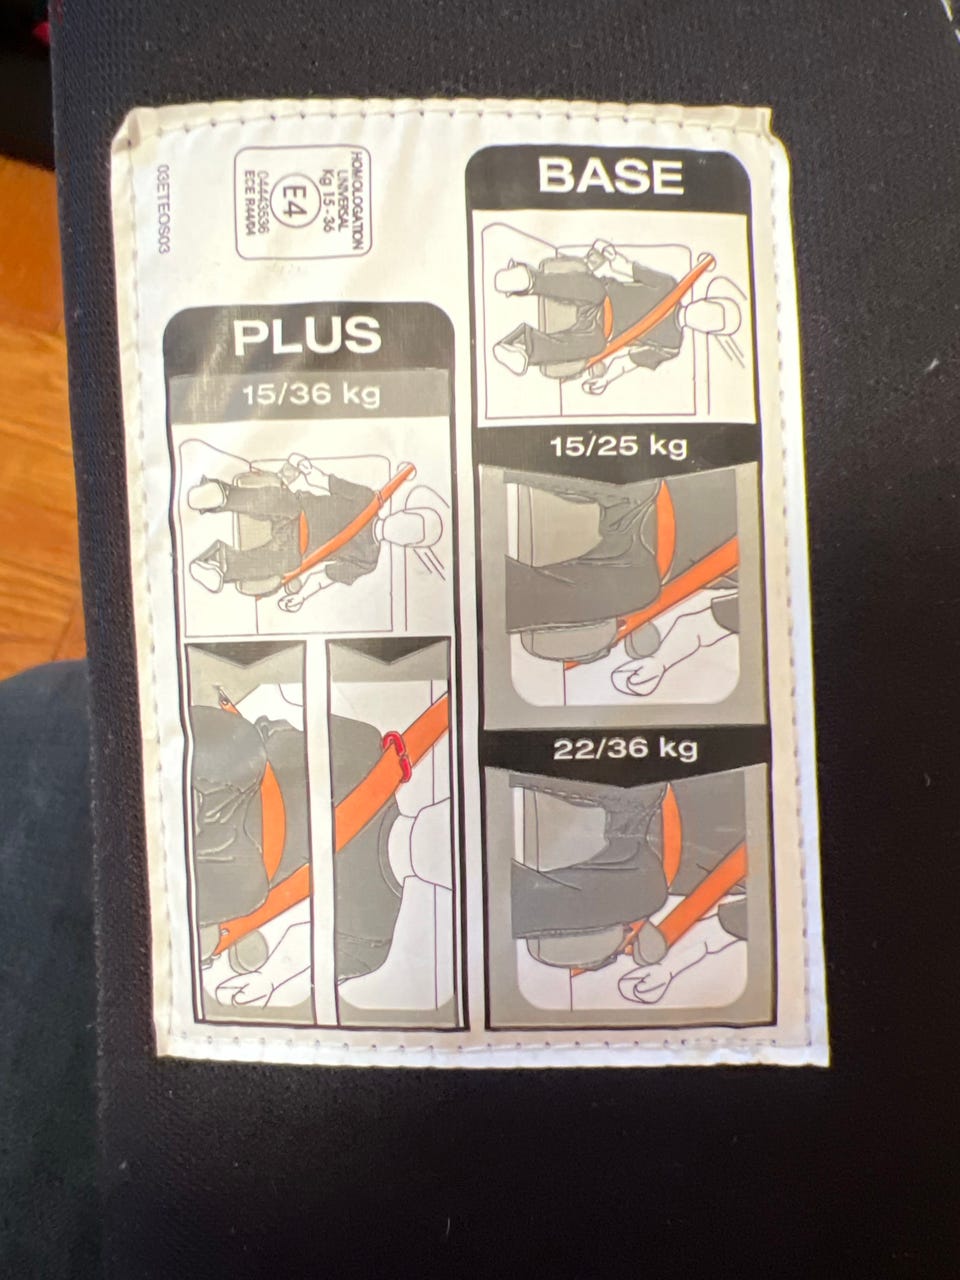 HOMOLOGATION
UNIVERSAL
Kg 15 - 36
E4
04443536
ECE R44/04
03ETEOS03
BASE
15/25 kg
22/36 kg
PLUS
15/36 kg